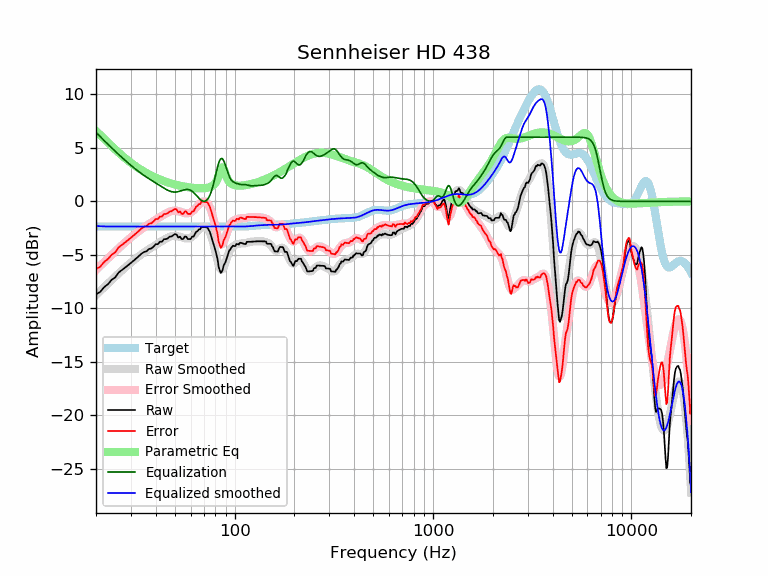 Sennheiser HD 438
Amplitude (dBr)
10
5
0
−5
−10
−15
−20
−25
Target
Raw Smoothed
Error Smoothed
Raw
Error
Parametric Eq
Equalization
Equalized smoothed
100
1000
10000
Frequency (Hz)